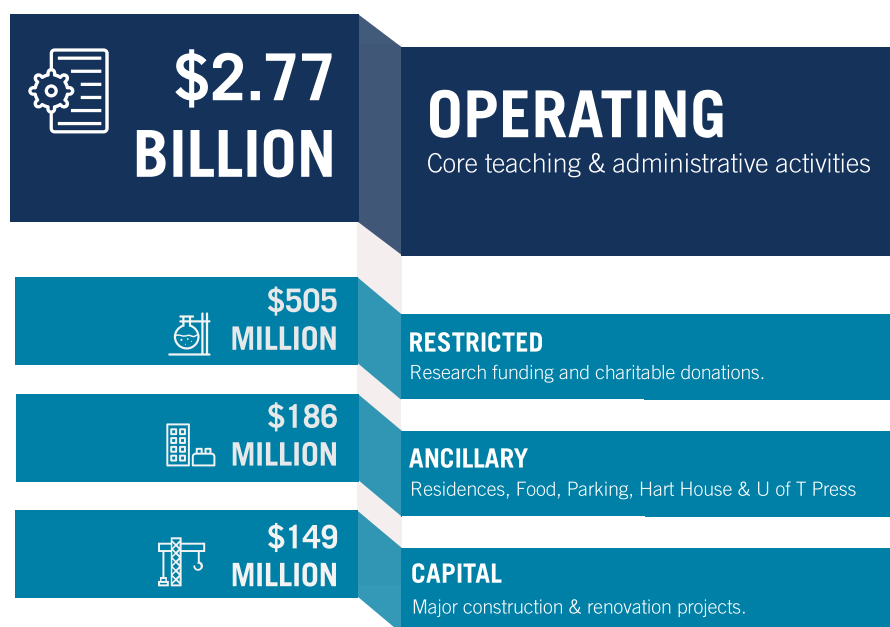 $2.77
BILLION
OPERATING
Core teaching & administrative activities
$505
MILLION
RESTRICTED
Research funding and charitable donations.
$186
MILLION
ANCILLARY
Residences, Food, Parking, Hart House & U of T Press
$149
MILLION
CAPITAL
Major construction & renovation projects.